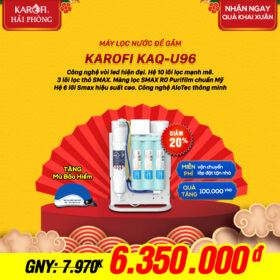 KAROFI
HẢI PHÒNG
NHẬN NGAY
QUÀ KHAI XUÂN
MÁY LỌC NƯỚC ĐỂ GẦM
KAROFI KAQ-U96
Công nghệ vòi led hiện đại. Hệ 10 lõi lọc mạnh mẽ.
3 lõi lọc thô SMAX. Màng lọc SMAX RO Purifilm chuẩn Mỹ
Hệ 6 lõi Smax hiệu suất cao. Công nghệ AIoTec thông minh
GIẢM
20%
TẶNG
Mũ Bảo Hiểm
MIỄN PHÍ
vận chuyển
lắp đặt tận nhà
QUÀ TẶNG
100.000 VND
GNY: 7.970K
6.350.000đ